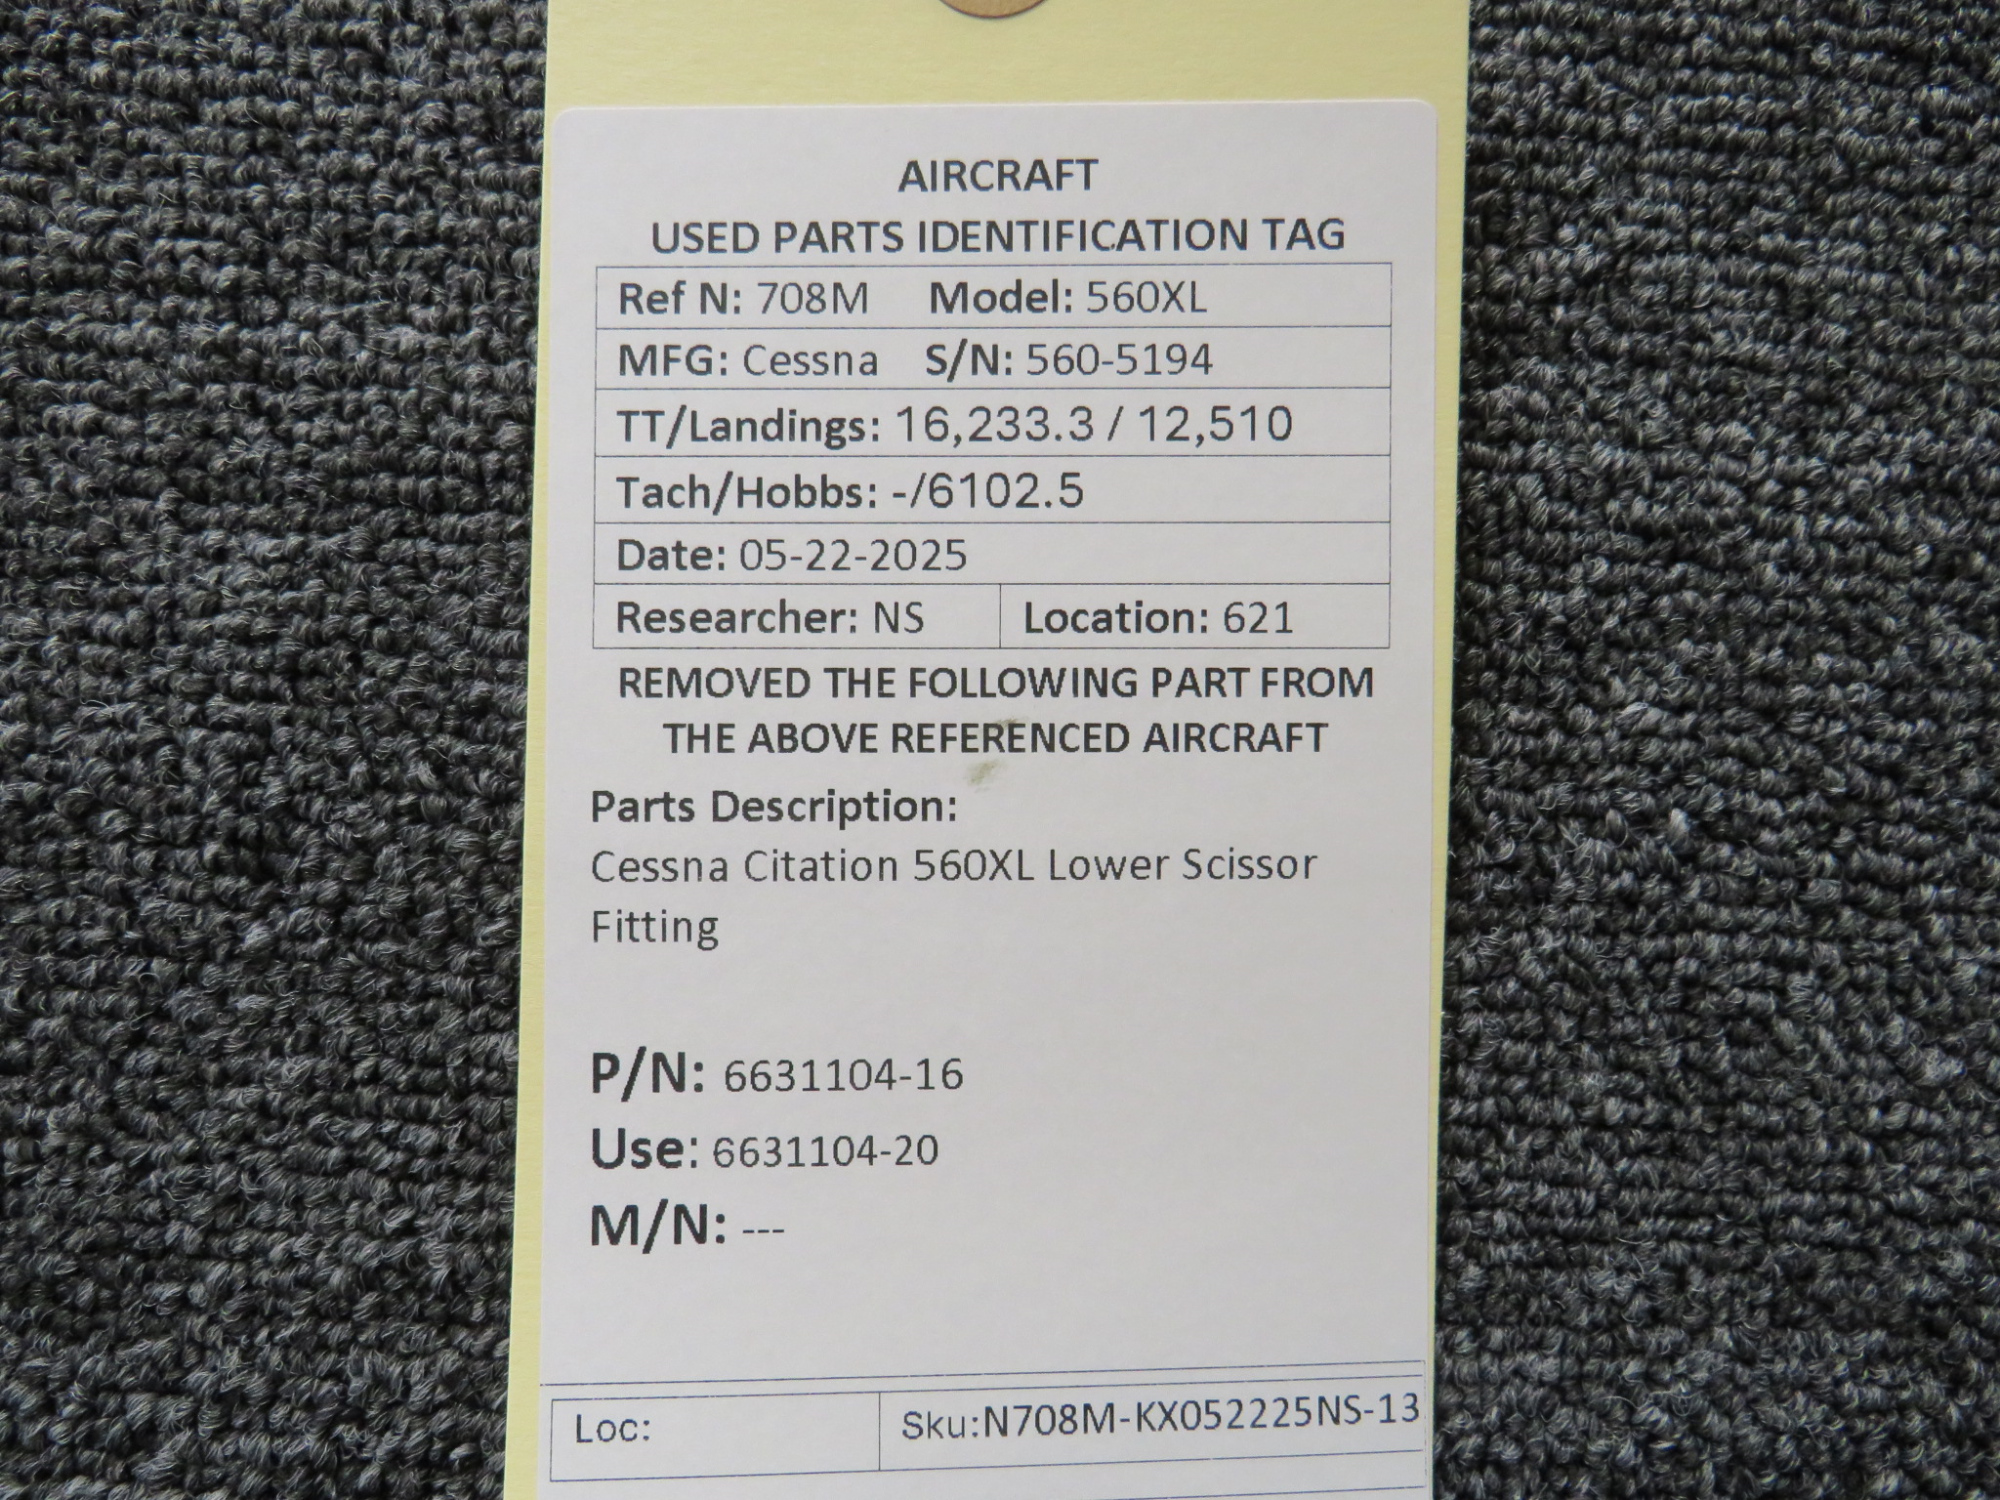 AIRCRAFT
USED PARTS IDENTIFICATION TAG
Ref N: 708M Model: 560XL
MFG: Cessna S/N: 560-5194
TT/Landings: 16,233.3 / 12,510
Tach/Hobbs: -/6102.5
Date: 05-22-2025
Researcher: NS Location: 621
REMOVED THE FOLLOWING PART FROM
THE ABOVE REFERENCED AIRCRAFT
Parts Description:
Cessna Citation 560XL Lower Scissor
Fitting
P/N: 6631104-16
Use: 6631104-20
M/N: ---
Loc: Sku:N708M-KX052225NS-13